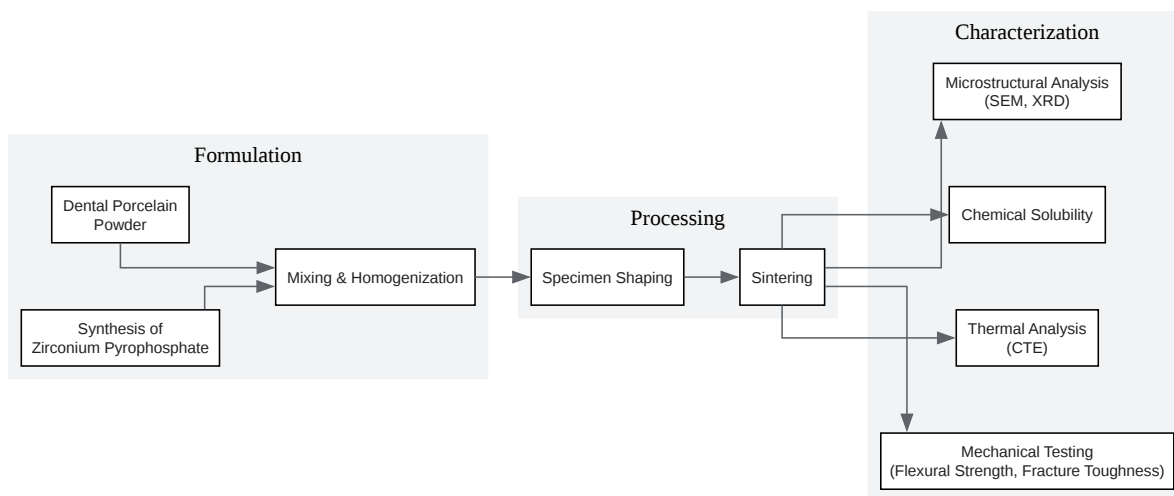 Formulation
Dental Porcelain
Powder
Synthesis of
Zirconium Pyrophosphate
Mixing & Homogenization
Processing
Specimen Shaping
Sintering
Characterization
Microstructural Analysis
(SEM, XRD)
Chemical Solubility
Thermal Analysis
(CTE)
Mechanical Testing
(Flexural Strength, Fracture Toughness)